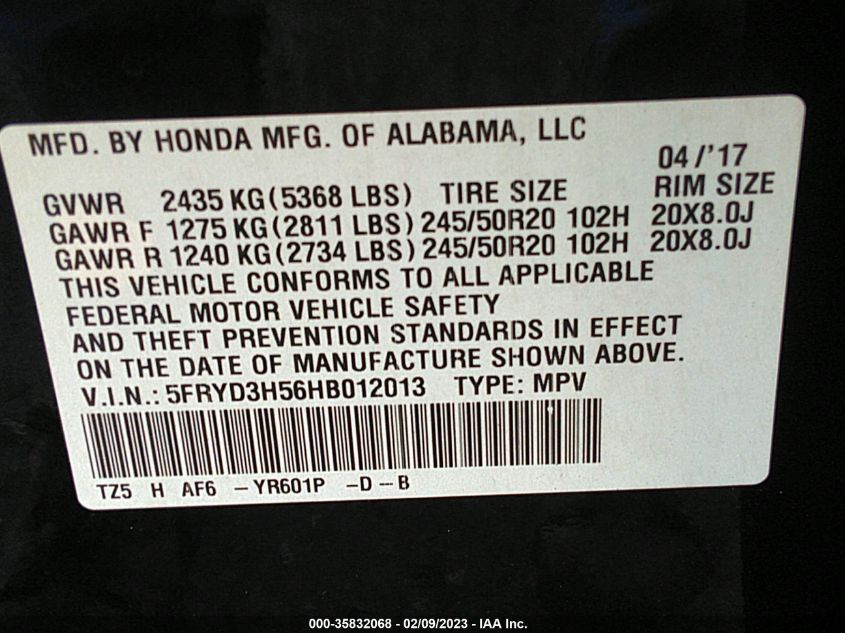 MFD. BY HONDA MFG. OF ALABAMA, LLC
04/'17
GVWR 2435 KG (5368 LBS) TIRE SIZE RIM SIZE
GAWR F 1275 KG (2811 LBS) 245/50R20 102H 20X8.0J
GAWR R 1240 KG (2734 LBS) 245/50R20 102H 20X8.0J
THIS VEHICLE CONFORMS TO ALL APPLICABLE
FEDERAL MOTOR VEHICLE SAFETY
AND THEFT PREVENTION STANDARDS IN EFFECT
ON THE DATE OF MANUFACTURE SHOWN ABOVE.
V.I.N.: 5FRYD3H56HB012013 TYPE: MPV
TZ5 H AF6 – YR601P –D – B
000-35832068 - 02/09/2023 - IAA Inc.